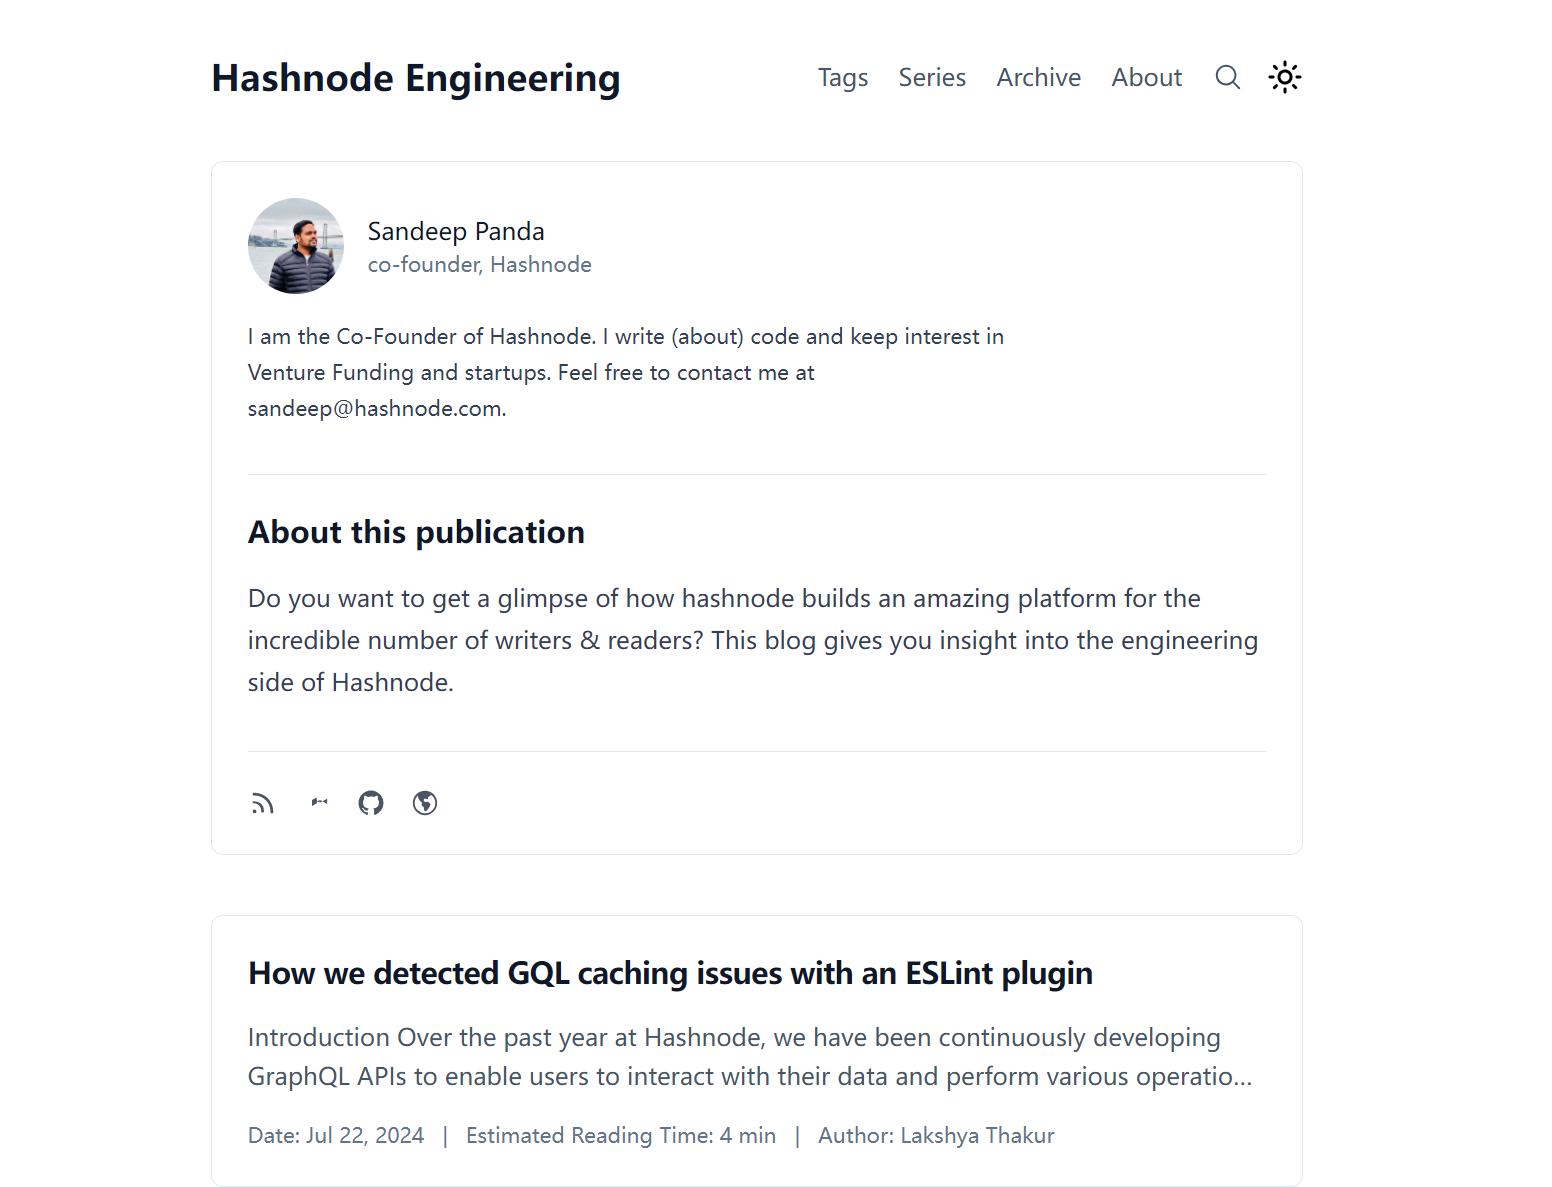 Hashnode Engineering
Tags Series Archive About
Sandeep Panda
co-founder, Hashnode
I am the Co-Founder of Hashnode. I write (about) code and keep interest in
Venture Funding and startups. Feel free to contact me at
sandeep@hashnode.com.
About this publication
Do you want to get a glimpse of how hashnode builds an amazing platform for the
incredible number of writers & readers? This blog gives you insight into the engineering
side of Hashnode.
How we detected GQL caching issues with an ESLint plugin
Introduction Over the past year at Hashnode, we have been continuously developing
GraphQL APIs to enable users to interact with their data and perform various operatio...
Date: Jul 22, 2024 | Estimated Reading Time: 4 min | Author: Lakshya Thakur